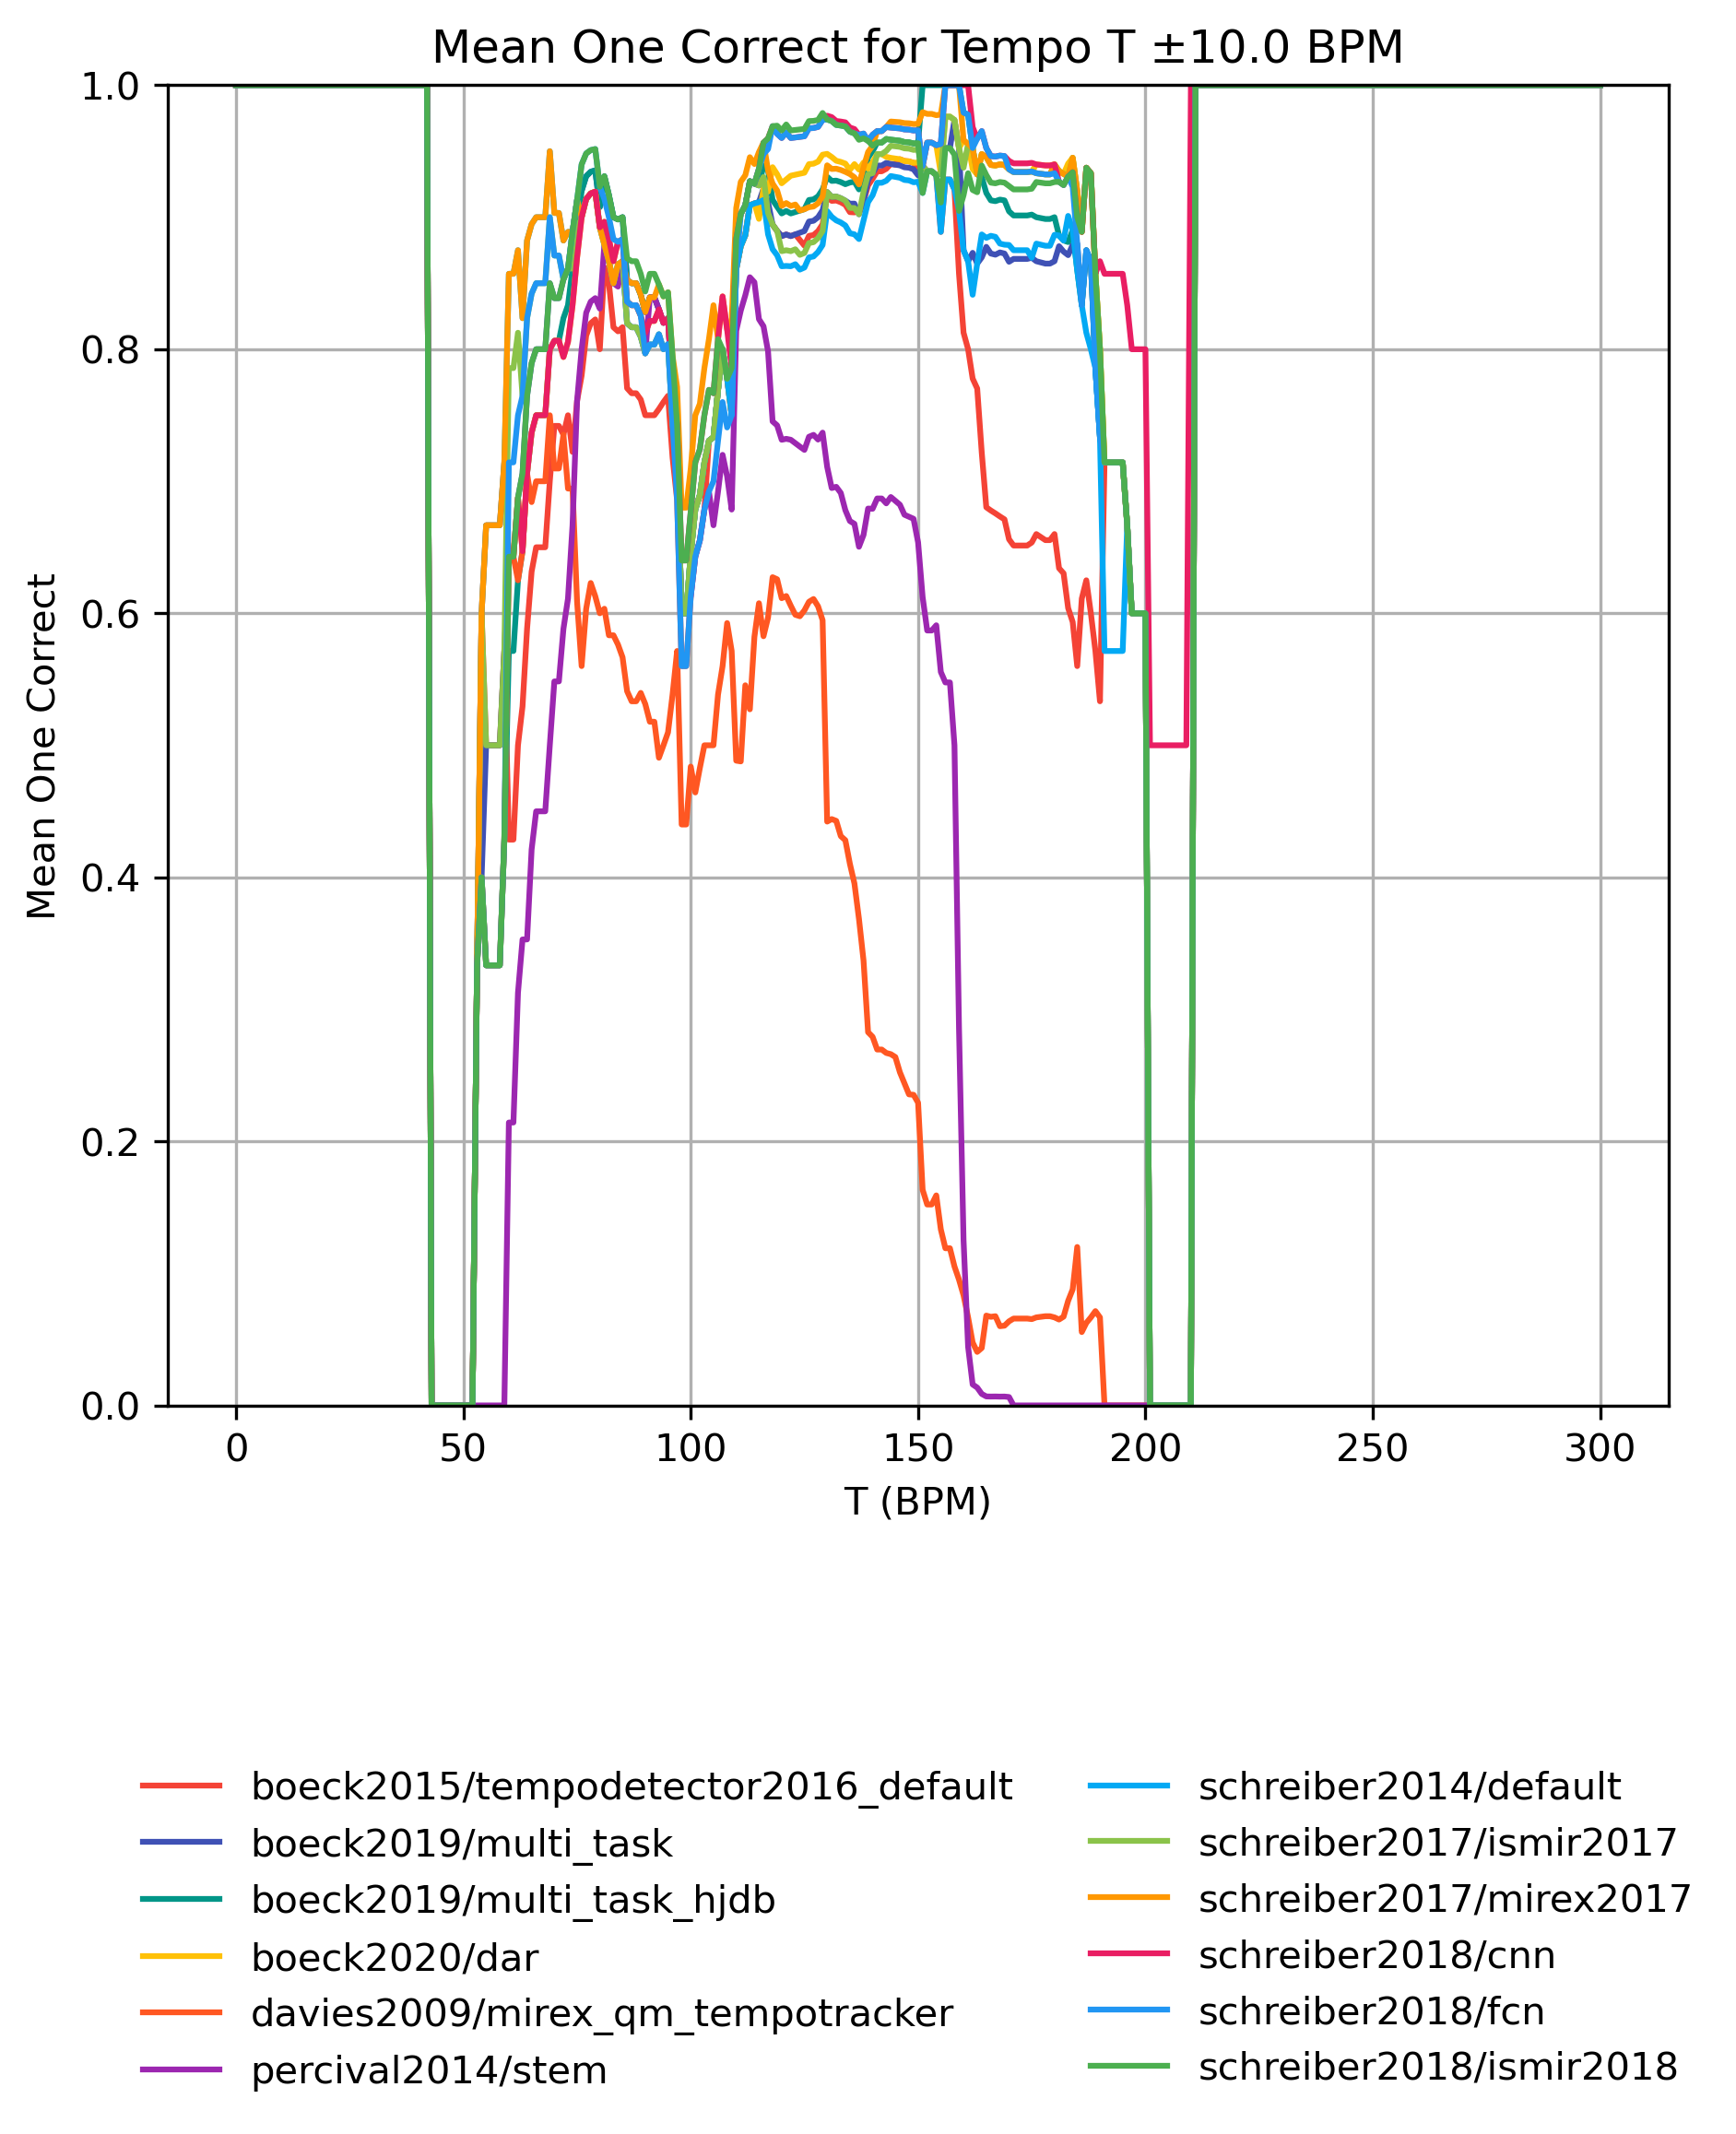 Mean One Correct for Tempo T ±10.0 BPM
1.0
0.8
0.6
0.4
0.2
0.0
Mean One Correct
0 50 100 150 200 250 300
T (BPM)
boeck2015/tempodetector2016_default
boeck2019/multi_task
boeck2019/multi_task_hjdb
boeck2020/dar
davies2009/mirex_qm_tempotracker
percival2014/stem
schreiber2014/default
schreiber2017/ismir2017
schreiber2017/mirex2017
schreiber2018/cnn
schreiber2018/fcn
schreiber2018/ismir2018